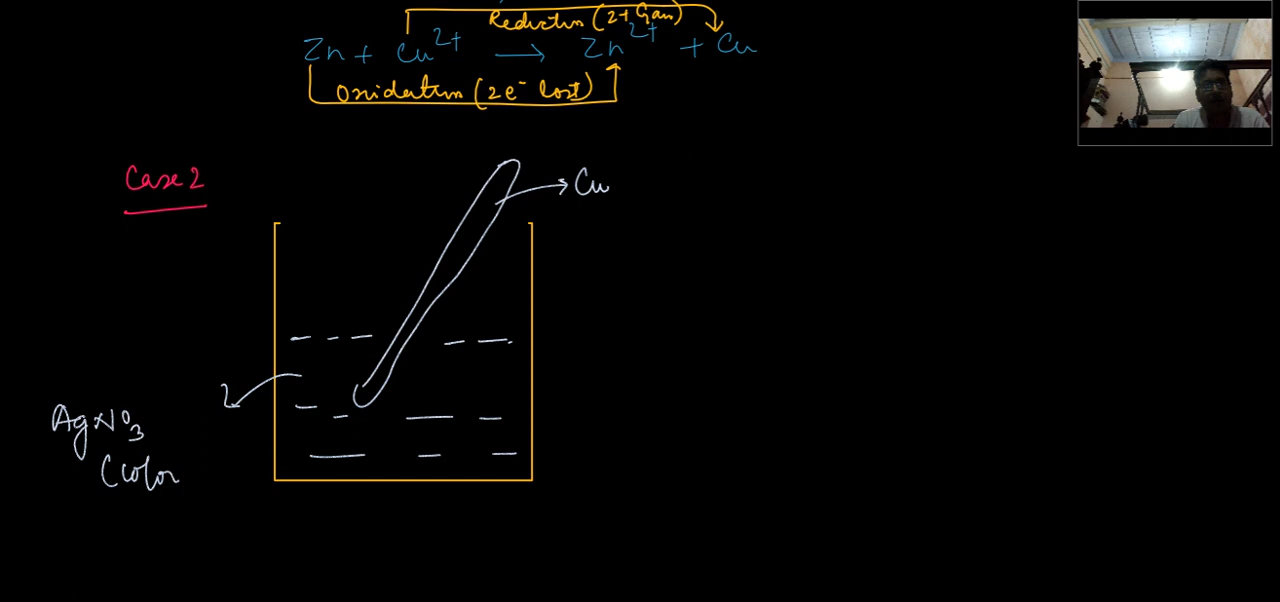 Reduction (2e Gain)
Zn + Cu²⁺ → Zn²⁺ + Cu
Oxidation (2e⁻ lost)
Case 2
Cu
AgNO₃
(Color